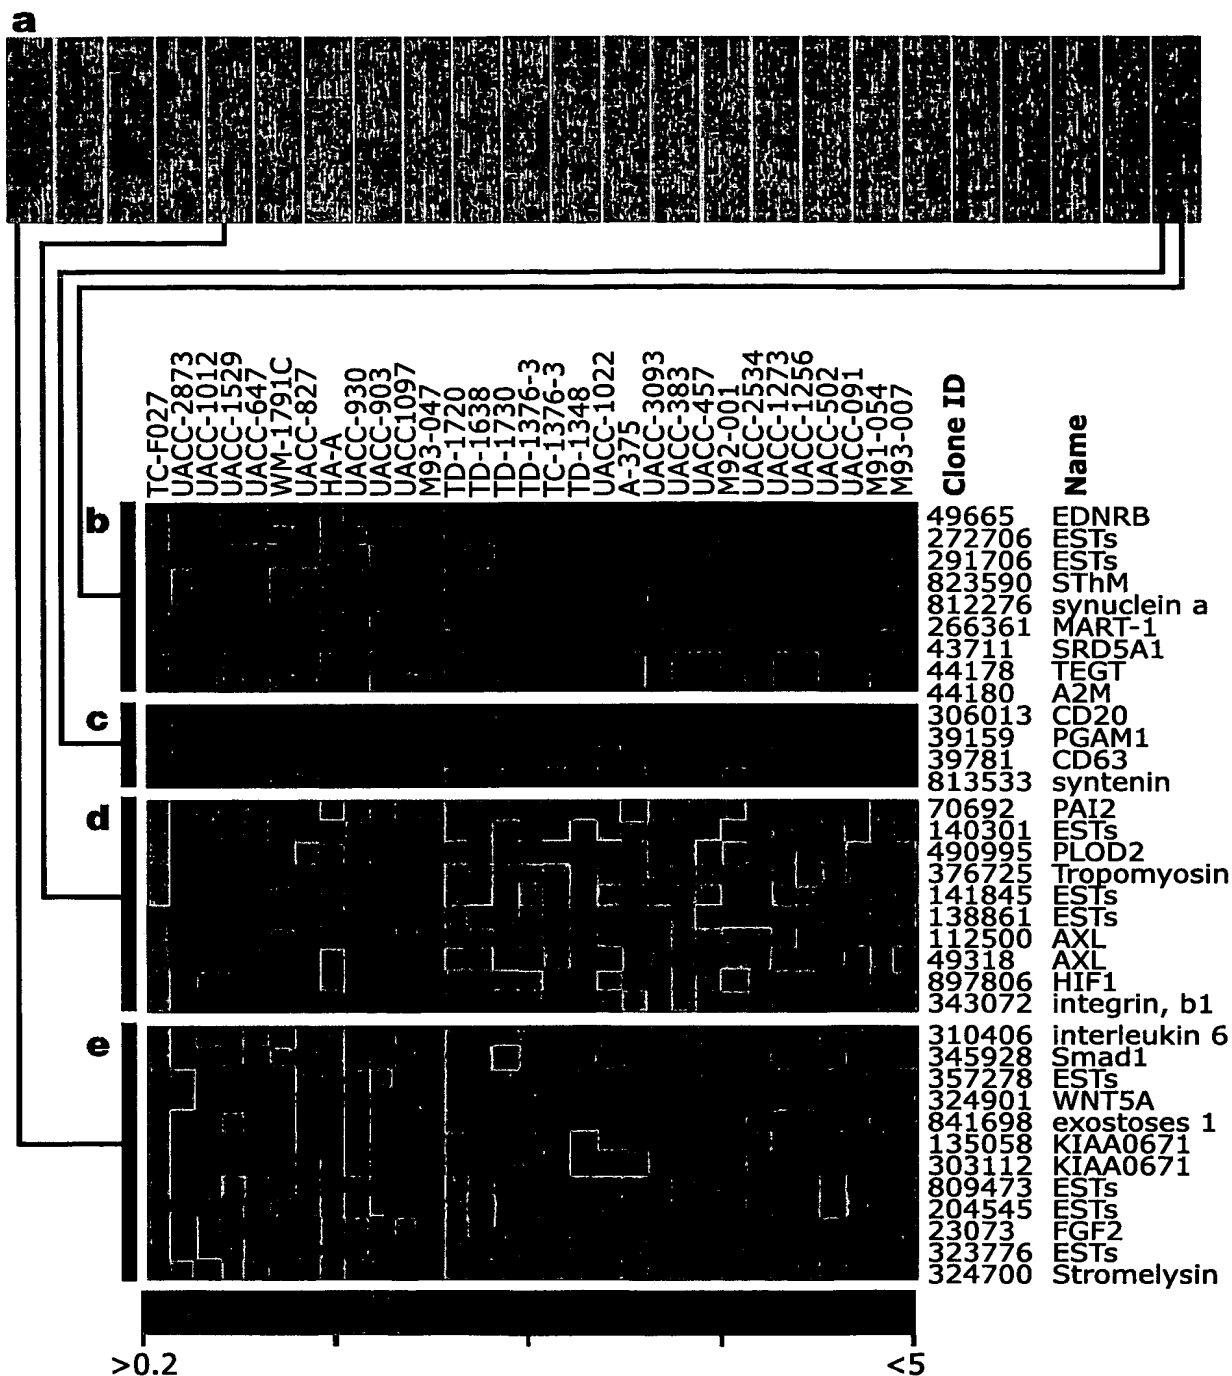 a
TC-F027
UACC-2873
UACC-1012
UACC-1529
UACC-647
WM-1791C
UACC-827
HA-A
UACC-930
UACC-903
UACC1097
M93-047
TD-1720
TD-1638
TD-1730
TD-1376-3
TC-1376-3
TD-1348
UACC-1022
A-375
UACC-3093
UACC-383
UACC-457
M92-001
UACC-2534
UACC-1273
UACC-1256
UACC-502
UACC-091
M91-054
M93-007
Clone ID
Name
b
49665 EDNRB
272706 ESTs
291706 ESTs
823590 SThM
812276 synuclein a
266361 MART-1
43711 SRD5A1
44178 TEGT
44180 A2M
c
306013 CD20
39159 PGAM1
39781 CD63
813533 syntenin
d
70692 PAI2
140301 ESTs
490995 PLOD2
376725 Tropomyosin
141845 ESTs
138861 ESTs
112500 AXL
49318 AXL
897806 HIF1
343072 integrin, b1
e
310406 interleukin 6
345928 Smad1
357278 ESTs
324901 WNT5A
841698 exostoses 1
135058 KIAA0671
303112 KIAA0671
809473 ESTs
204545 ESTs
23073 FGF2
323776 ESTs
324700 Stromelysin
>0.2
<5